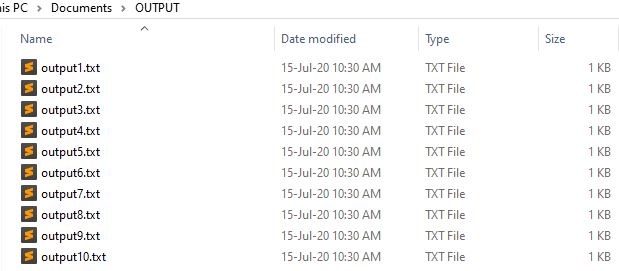 his PC > Documents > OUTPUT
Name Date modified Type Size
output1.txt 15-Jul-20 10:30 AM TXT File 1 KB
output2.txt 15-Jul-20 10:30 AM TXT File 1 KB
output3.txt 15-Jul-20 10:30 AM TXT File 1 KB
output4.txt 15-Jul-20 10:30 AM TXT File 1 KB
output5.txt 15-Jul-20 10:30 AM TXT File 1 KB
output6.txt 15-Jul-20 10:30 AM TXT File 1 KB
output7.txt 15-Jul-20 10:30 AM TXT File 1 KB
output8.txt 15-Jul-20 10:30 AM TXT File 1 KB
output9.txt 15-Jul-20 10:30 AM TXT File 1 KB
output10.txt 15-Jul-20 10:30 AM TXT File 1 KB